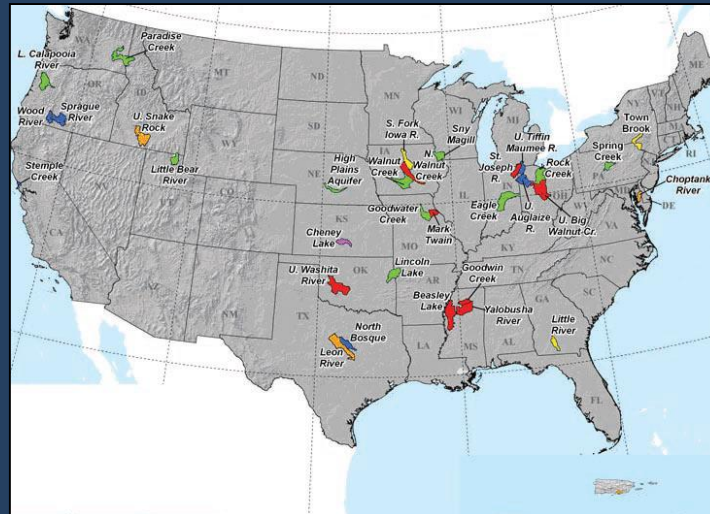 Paradise
Creek
L. Calapooia
River
WA
OR
ID
MT
ND
MN
WI
MI
NY
VT
NH
ME
Wood
River
Sprague
River
U. Snake
Rock
SD
WY
S. Fork
Iowa R.
Sny
Magill
U. Tiffin
Maumee R.
Town
Brook
CT
RI
Stemple
Creek
Little Bear
River
High
Plains
Aquifer
NE
IA
Walnut
Creek
N.
Walnut
Creek
St.
Joseph
R.
Rock
Creek
Spring
Creek
PA
Choptank
River
NV
UT
CO
KS
Goodwater
Creek
Mark
Twain
MO
IL
IN
Eagle
Creek
U
Auglaize
R.
OH
U. Big
Walnut Cr.
WV
MD
DE
VA
CA
Cheney
Lake
KY
U. Washita
River
OK
Lincoln
Lake
AR
Goodwin
Creek
TN
NC
AZ
NM
Beasley
Lake
Yalobusha
River
SC
TX
North
Bosque
Leon
River
LA
MS
AL
GA
Little
River
FL